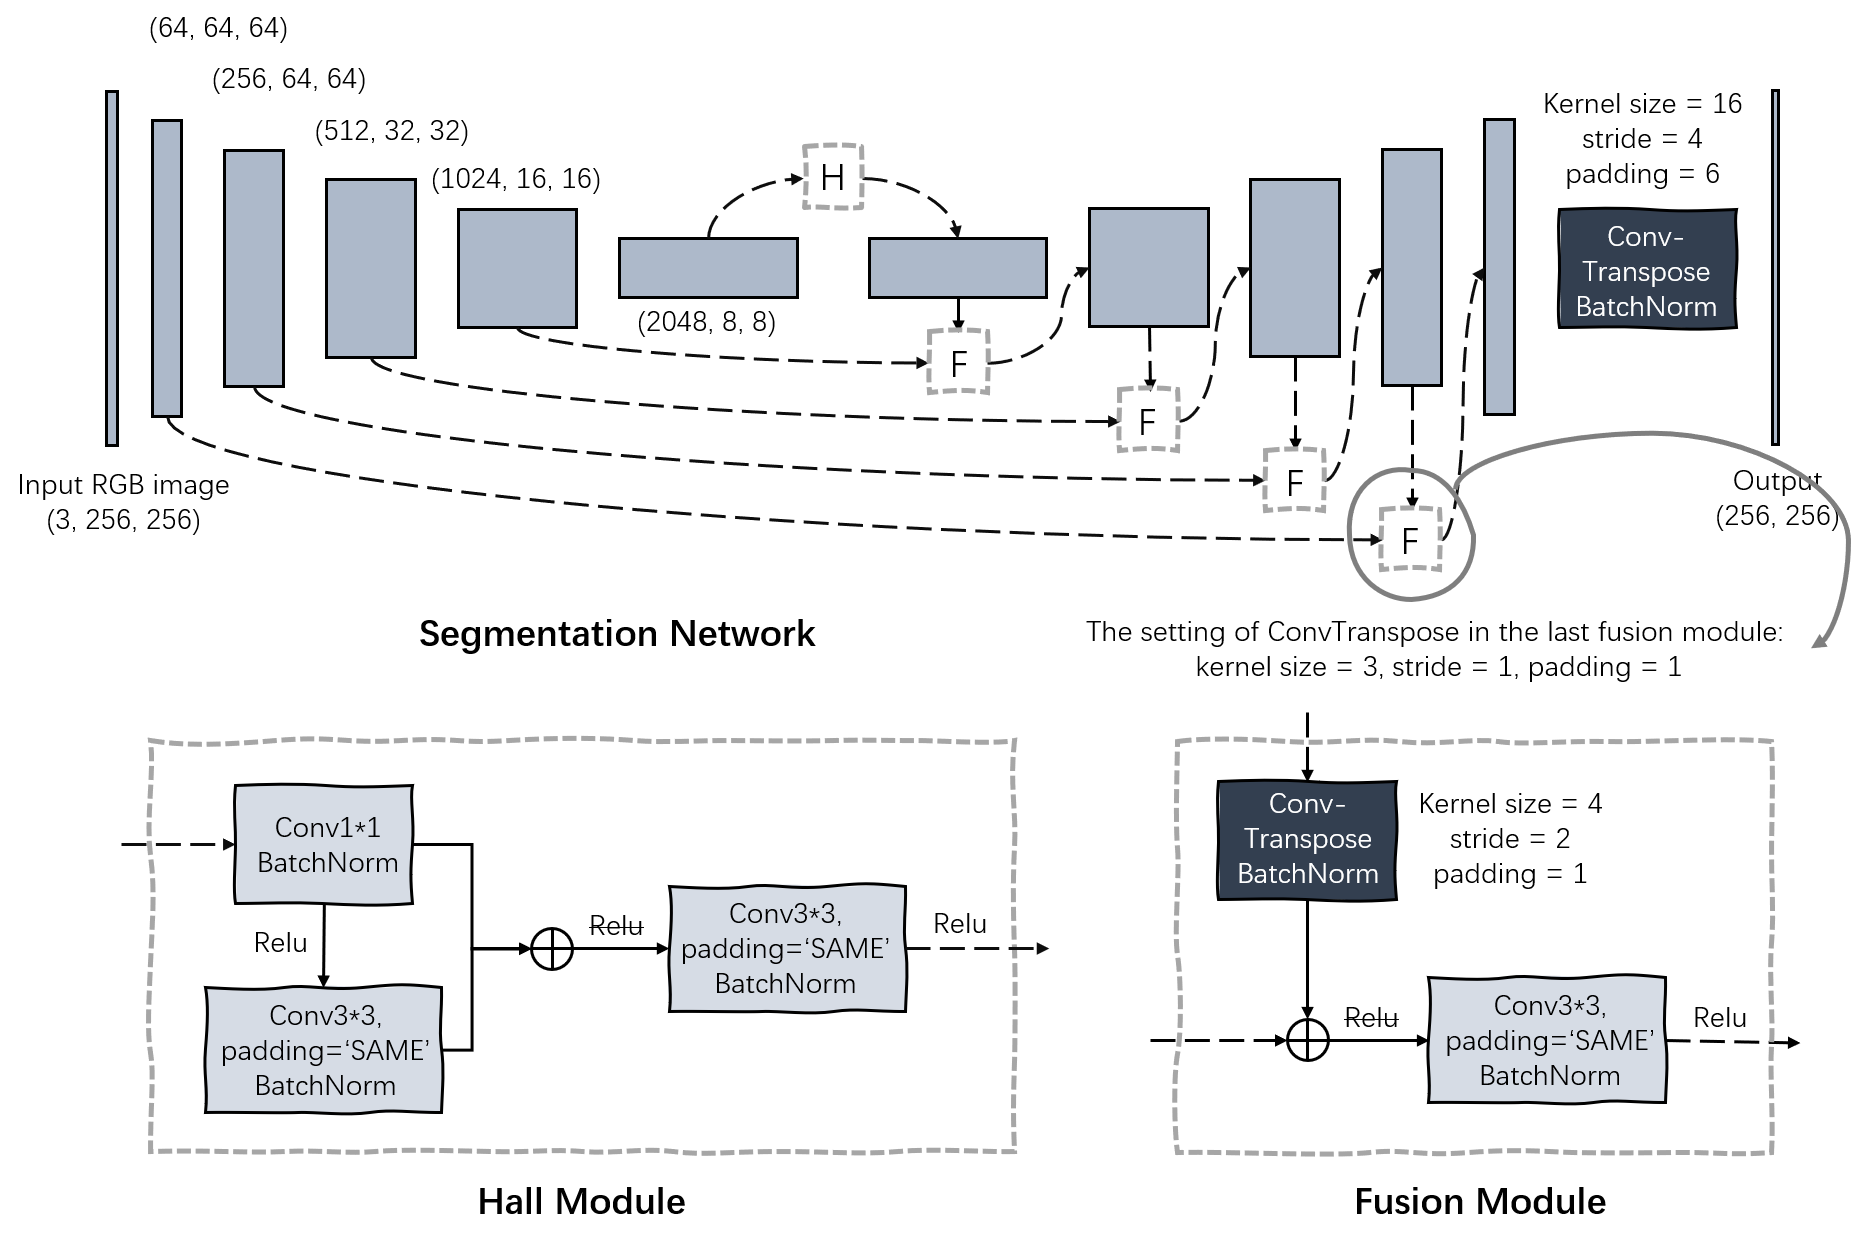 (64, 64, 64)
(256, 64, 64)
(512, 32, 32)
(1024, 16, 16)
(2048, 8, 8)
Input RGB image
(3, 256, 256)
H
F
F
F
F
Kernel size = 16
stride = 4
padding = 6
Conv-
Transpose
BatchNorm
Output
(256, 256)
Segmentation Network
The setting of ConvTranspose in the last fusion module:
kernel size = 3, stride = 1, padding = 1
Conv1*1
BatchNorm
Relu
Conv3*3,
padding=‘SAME’
BatchNorm
Relu
Conv3*3,
padding=‘SAME’
BatchNorm
Relu
Hall Module
Conv-
Transpose
BatchNorm
Kernel size = 4
stride = 2
padding = 1
Relu
Conv3*3,
padding=‘SAME’
BatchNorm
Relu
Fusion Module